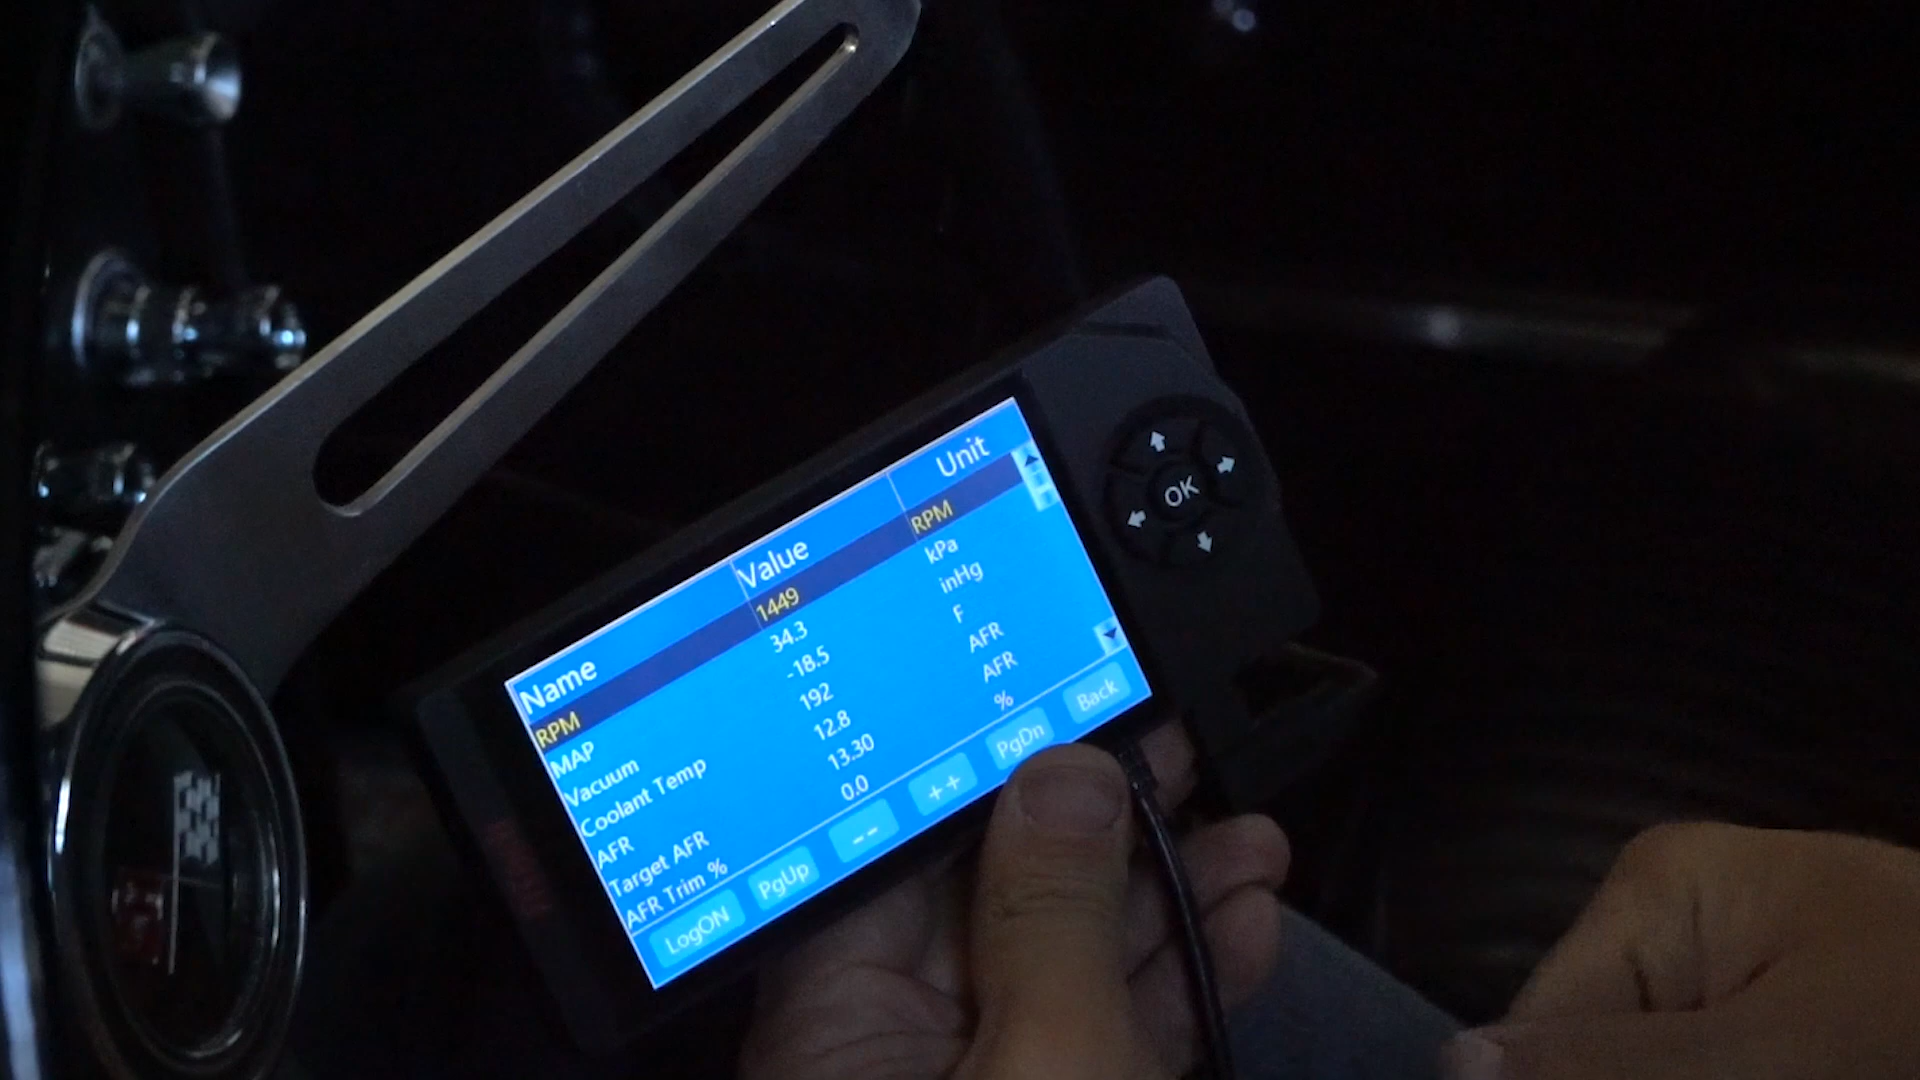 Name Value Unit
RPM 1449 RPM
MAP 34.3 kPa
Vacuum -18.5 inHg
Coolant Temp 192 F
AFR 12.8 AFR
Target AFR 13.30 AFR
AFR Trim % 0.0 %
LogON PgUp -- ++ PgDn Back
OK